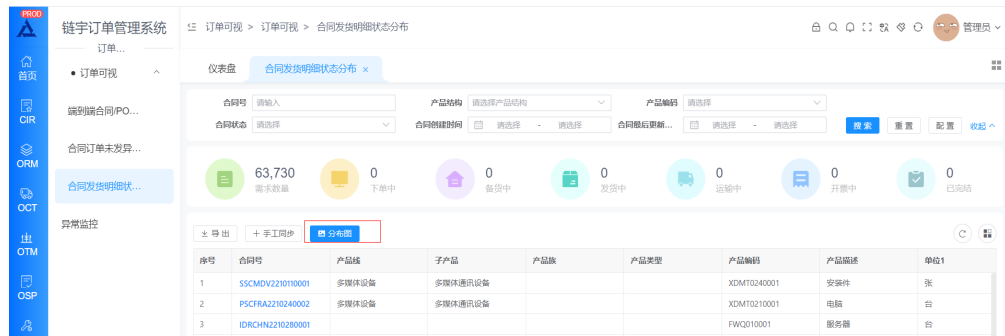 PROD
链宇订单管理系统
订单可视 > 订单可视 > 合同发货明细状态分布
管理员
订单...
首页
订单可视
仪表盘
合同发货明细状态分布 ×
CIR
端到端合同/PO...
合同号 请输入
产品结构 请选择产品结构
产品编码 请选择
合同状态 请选择
合同创建时间 请选择 - 请选择
合同最后更新... 请选择 - 请选择
搜索 重置 配置 收起
ORM
合同订单未发异...
63,730
需求数量
0
下单中
0
备货中
0
发货中
0
运输中
0
开票中
0
已完结
OCT
合同发货明细状...
异常监控
导出 + 手工同步 分布图
OTM
序号 合同号 产品线 子产品 产品族 产品类型 产品编码 产品描述 单位1
OSP
1 SSCMDV2210110001 多媒体设备 多媒体通讯设备 XDMT0240001 安装件 张
2 PSCFRA2210240002 多媒体设备 多媒体通讯设备 XDMT0210001 电脑 台
3 IDRCHN2210280001 FWQ010001 服务器 台